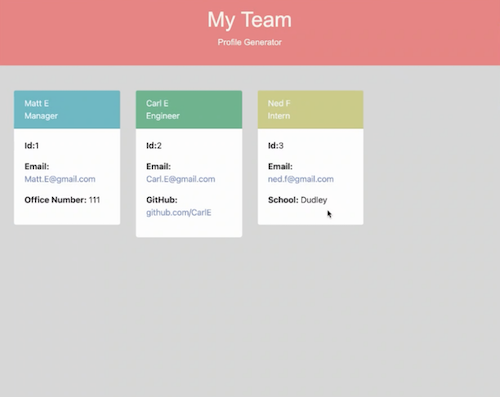 My Team
Profile Generator
Matt E
Manager
Id:1
Email:
Matt.E@gmail.com
Office Number: 111
Carl E
Engineer
Id:2
Email:
Carl.E@gmail.com
GitHub:
github.com/CarlE
Ned F
Intern
Id:3
Email:
ned.f@gmail.com
School: Dudley